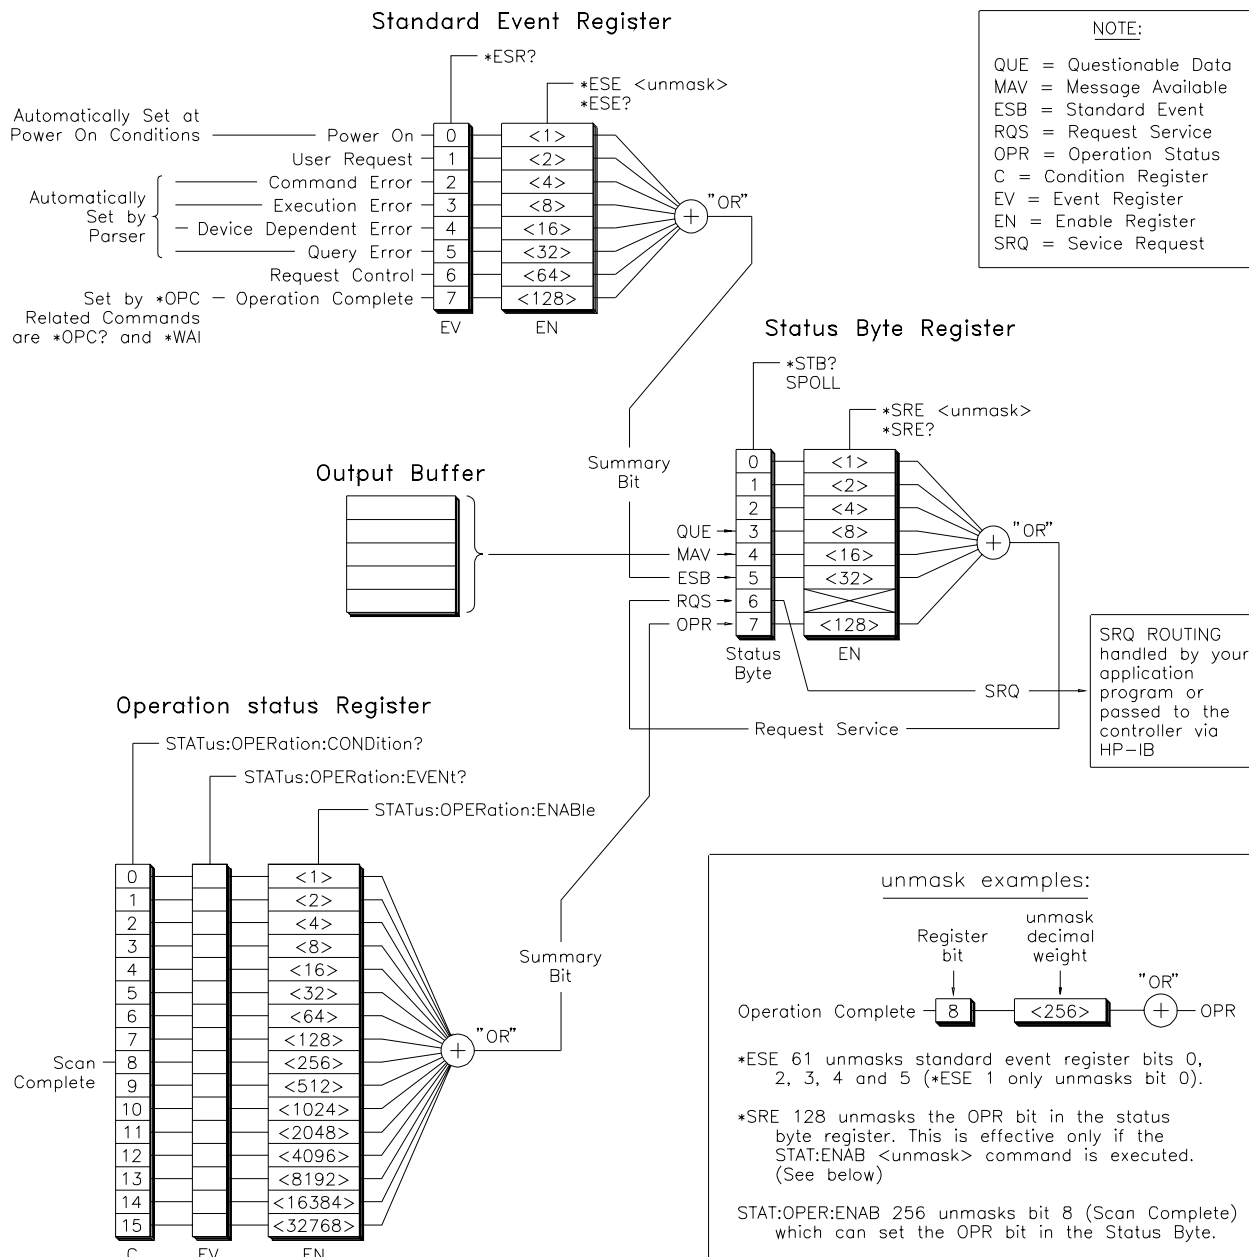 Standard Event Register
*ESR?
*ESE <unmask>
*ESE?
Automatically Set at
Power On Conditions
Power On 0 <1>
User Request 1 <2>
Command Error 2 <4>
Execution Error 3 <8>
Device Dependent Error 4 <16>
Query Error 5 <32>
Request Control 6 <64>
Operation Complete 7 <128>
Automatically
Set by
Parser
Set by *OPC
Related Commands
are *OPC? and *WAI
EV EN
"OR"
NOTE:
QUE = Questionable Data
MAV = Message Available
ESB = Standard Event
RQS = Request Service
OPR = Operation Status
C = Condition Register
EV = Event Register
EN = Enable Register
SRQ = Sevice Request
Status Byte Register
*STB?
SPOLL
*SRE <unmask>
*SRE?
Summary
Bit
Output Buffer
0 <1>
1 <2>
2 <4>
QUE 3 <8>
MAV 4 <16>
ESB 5 <32>
RQS 6
OPR 7 <128>
Status
Byte
EN
"OR"
SRQ
Request Service
SRQ ROUTING
handled by your
application
program or
passed to the
controller via
HP-IB
Operation status Register
STATus:OPERation:CONDition?
STATus:OPERation:EVENt?
STATus:OPERation:ENABle
0 <1>
1 <2>
2 <4>
3 <8>
4 <16>
5 <32>
6 <64>
7 <128>
8 <256>
9 <512>
10 <1024>
11 <2048>
12 <4096>
13 <8192>
14 <16384>
15 <32768>
Scan
Complete
C EV EN
"OR"
Summary
Bit
unmask examples:
Register
bit
unmask
decimal
weight
Operation Complete 8 <256> "OR" OPR
*ESE 61 unmasks standard event register bits 0,
2, 3, 4 and 5 (*ESE 1 only unmasks bit 0).
*SRE 128 unmasks the OPR bit in the status
byte register. This is effective only if the
STAT:ENAB <unmask> command is executed.
(See below)
STAT:OPER:ENAB 256 unmasks bit 8 (Scan Complete)
which can set the OPR bit in the Status Byte.